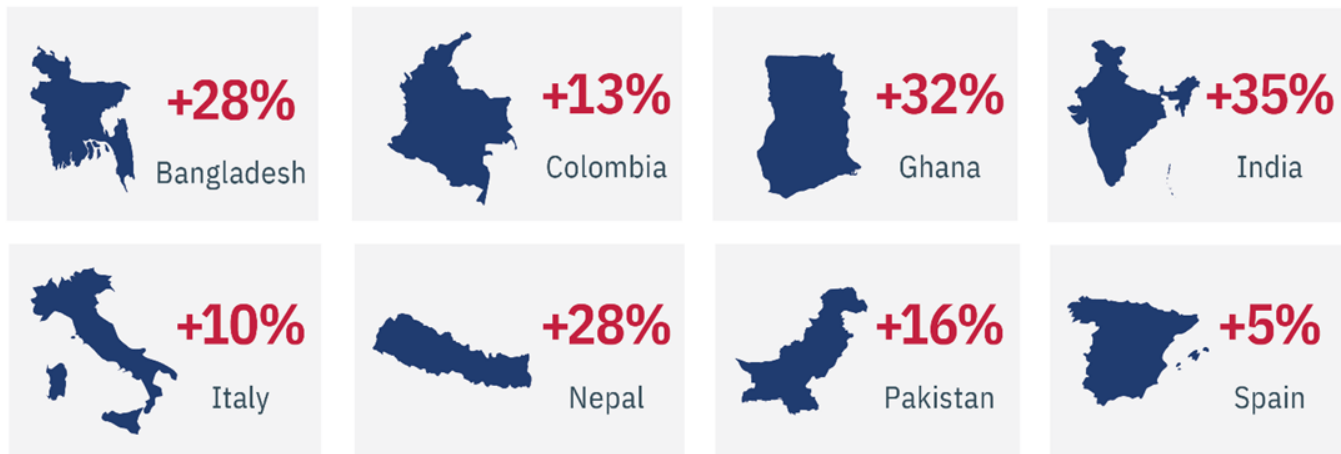 +28%
Bangladesh
+13%
Colombia
+32%
Ghana
+35%
India
+10%
Italy
+28%
Nepal
+16%
Pakistan
+5%
Spain